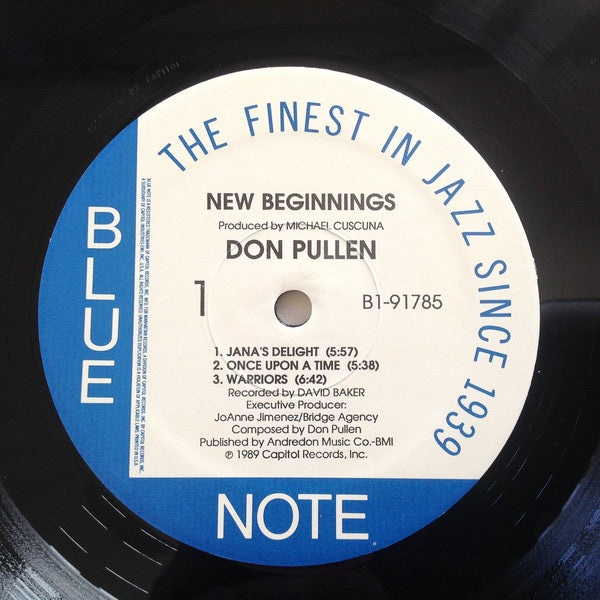 THE FINEST IN JAZZ SINCE 1939
BLUE
NEW BEGINNINGS
Produced by MICHAEL CUSCUNA
DON PULLEN
1
B1-91785
1. JANA'S DELIGHT (5:57)
2. ONCE UPON A TIME (5:38)
3. WARRIORS (6:42)
Recorded by DAVID BAKER
Executive Producer:
JoAnne Jimenez/Bridge Agency
Composed by Don Pullen
Published by Andredon Music Co.-BMI
℗ 1989 Capitol Records, Inc.
NOTE